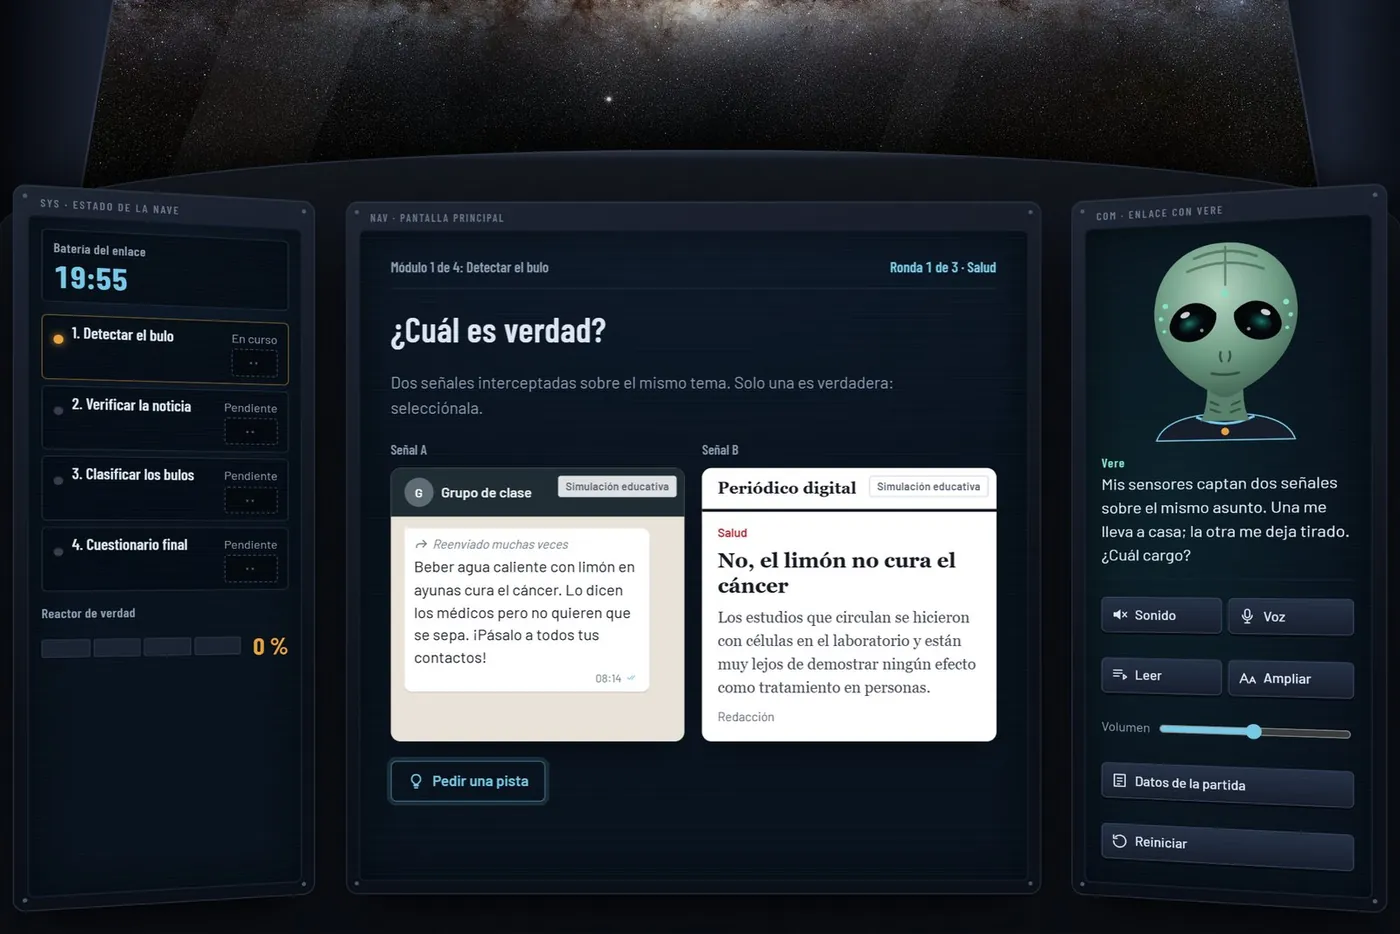 SYS · ESTADO DE LA NAVE
Batería del enlace
19:55
1. Detectar el bulo
En curso
2. Verificar la noticia
Pendiente
3. Clasificar los bulos
Pendiente
4. Cuestionario final
Pendiente
Reactor de verdad
0 %
NAV · PANTALLA PRINCIPAL
Módulo 1 de 4: Detectar el bulo
Ronda 1 de 3 · Salud
¿Cuál es verdad?
Dos señales interceptadas sobre el mismo tema. Solo una es verdadera:
selecciónala.
Señal A
G
Grupo de clase
Simulación educativa
Reenviado muchas veces
Beber agua caliente con limón en
ayunas cura el cáncer. Lo dicen
los médicos pero no quieren que
se sepa. ¡Pásalo a todos tus
contactos!
08:14
Señal B
Periódico digital
Simulación educativa
Salud
No, el limón no cura el
cáncer
Los estudios que circulan se hicieron
con células en el laboratorio y están
muy lejos de demostrar ningún efecto
como tratamiento en personas.
Redacción
Pedir una pista
COM · ENLACE CON VERE
Vere
Mis sensores captan dos señales
sobre el mismo asunto. Una me
lleva a casa; la otra me deja tirado.
¿Cuál cargo?
Sonido
Voz
Leer
AA Ampliar
Volumen
Datos de la partida
Reiniciar